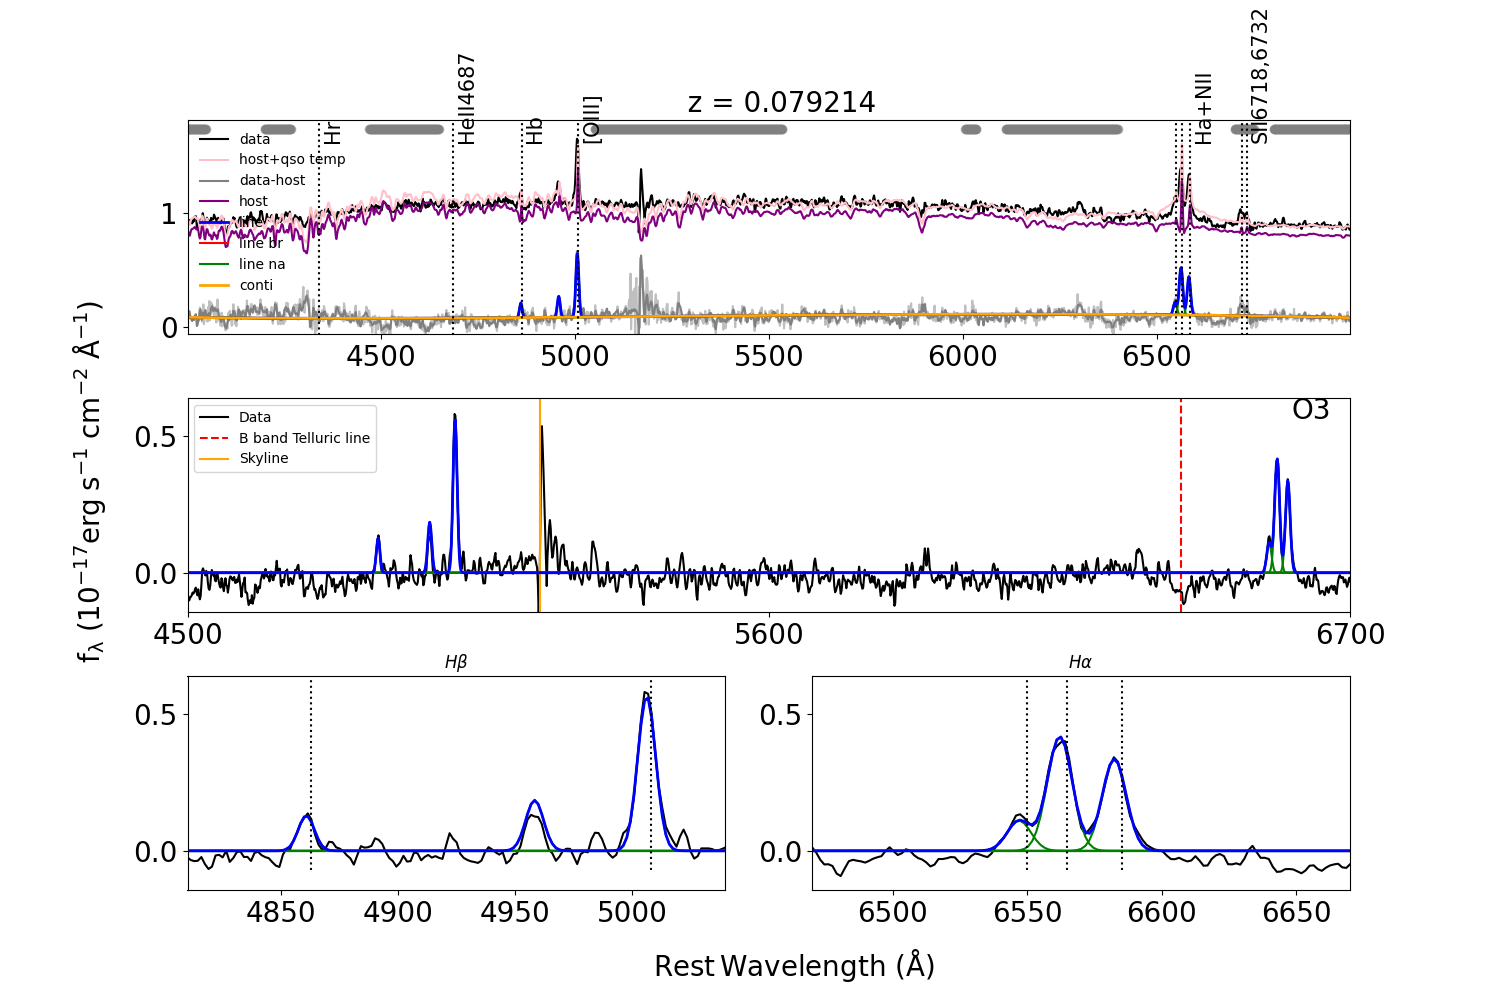 z = 0.079214
Hr
HeII4687
Hb
[OIII]
Ha+NII
SII6718,6732
data
host+qso temp
data-host
host
line
line br
line na
conti
1
0
4500 5000 5500 6000 6500
f_λ (10^−17 erg s^−1 cm^−2 Å^−1)
O3
Data
B band Telluric line
Skyline
0.5
0.0
4500 5600 6700
Hβ
0.5
0.0
4850 4900 4950 5000
Hα
0.5
0.0
6500 6550 6600 6650
Rest Wavelength (Å)